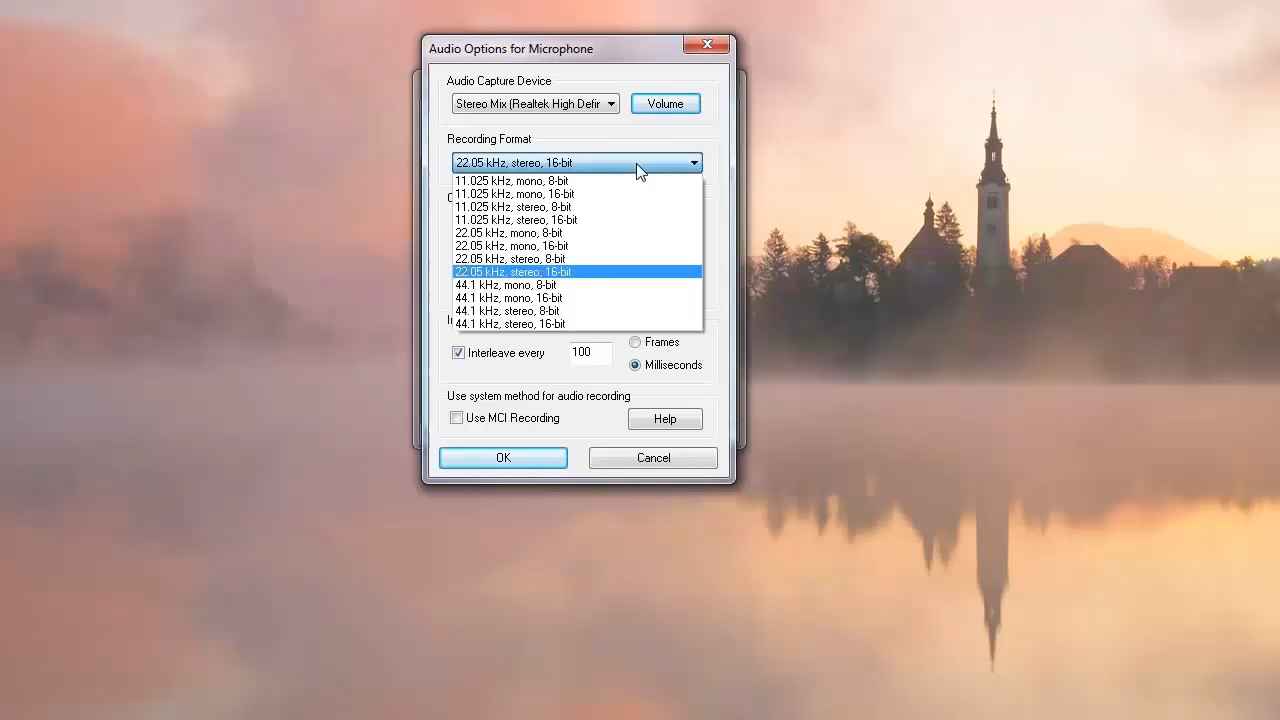 Audio Options for Microphone
Audio Capture Device
Stereo Mix (Realtek High Defir
Volume
Recording Format
22.05 kHz, stereo, 16-bit
11.025 kHz, mono, 8-bit
11.025 kHz, mono, 16-bit
11.025 kHz, stereo, 8-bit
11.025 kHz, stereo, 16-bit
22.05 kHz, mono, 8-bit
22.05 kHz, mono, 16-bit
22.05 kHz, stereo, 8-bit
22.05 kHz, stereo, 16-bit
44.1 kHz, mono, 8-bit
44.1 kHz, mono, 16-bit
44.1 kHz, stereo, 8-bit
44.1 kHz, stereo, 16-bit
Frames
Interleave every
100
Milliseconds
Use system method for audio recording
Use MCI Recording
Help
OK
Cancel